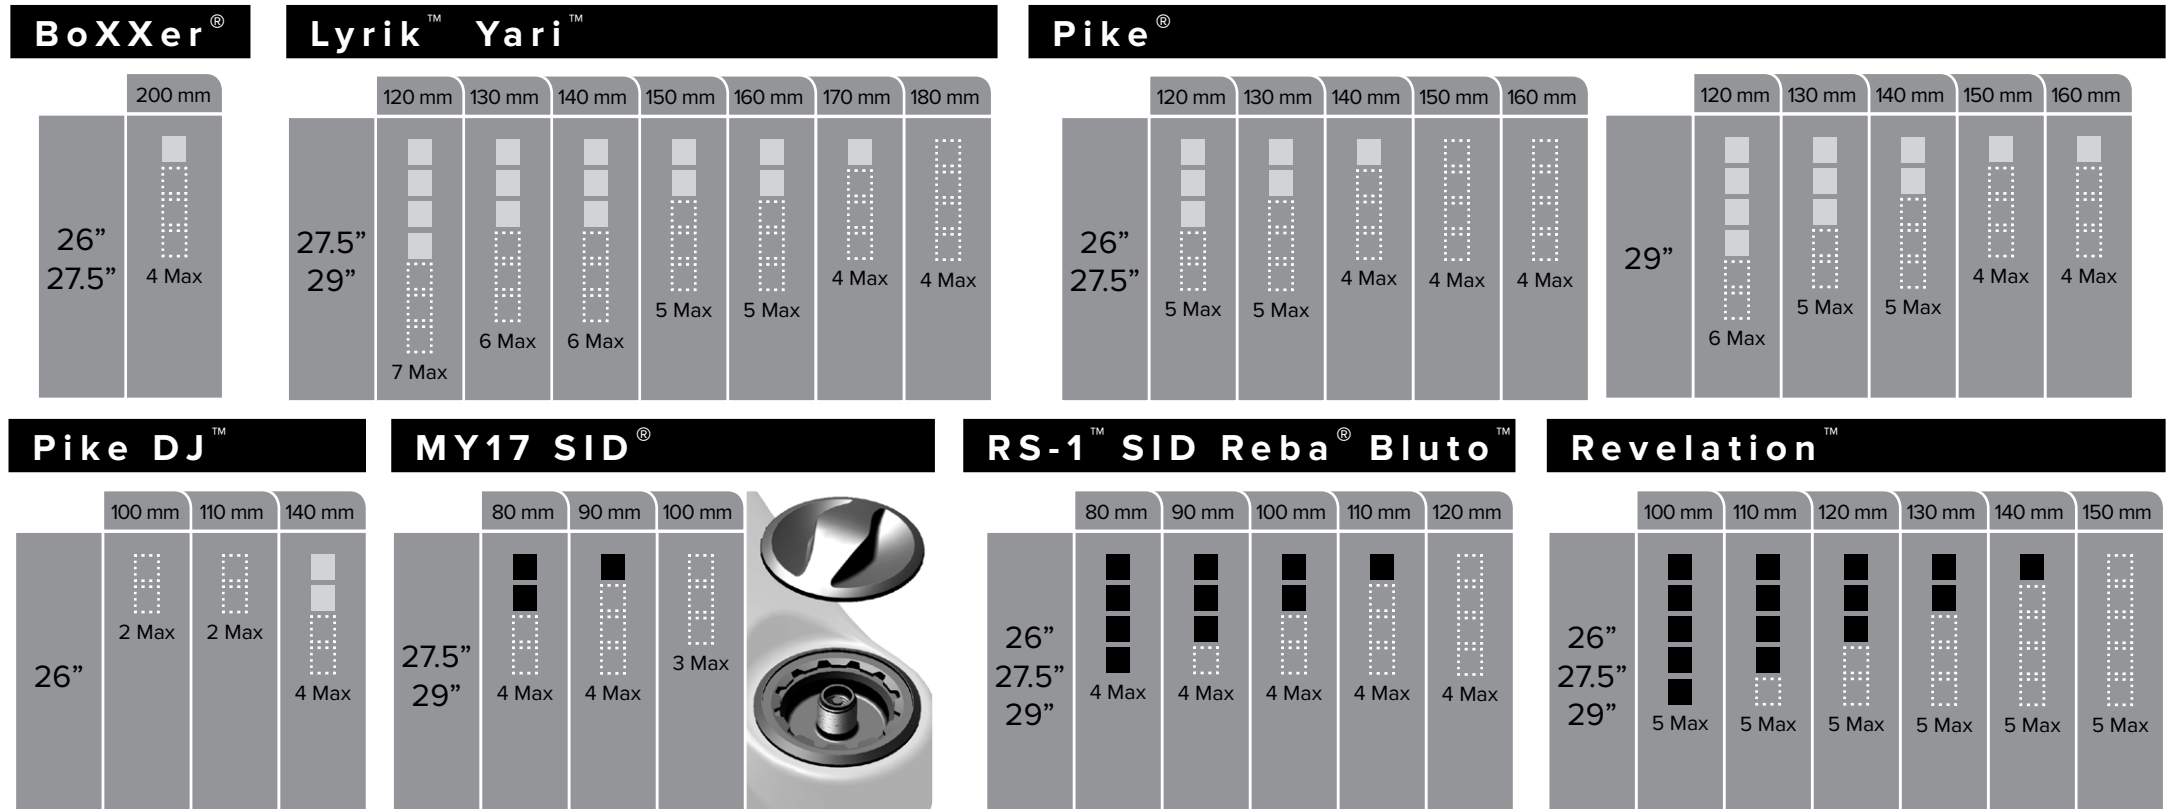 BoXXer®
200 mm
26”
27.5”
4 Max
Lyrik™ Yari™
120 mm 130 mm 140 mm 150 mm 160 mm 170 mm 180 mm
27.5”
29”
7 Max
6 Max
6 Max
5 Max
5 Max
4 Max
4 Max
Pike®
120 mm 130 mm 140 mm 150 mm 160 mm
26”
27.5”
5 Max
5 Max
4 Max
4 Max
4 Max
120 mm 130 mm 140 mm 150 mm 160 mm
29”
6 Max
5 Max
5 Max
4 Max
4 Max
Pike DJ™
100 mm 110 mm 140 mm
26”
2 Max
2 Max
4 Max
MY17 SID®
80 mm 90 mm 100 mm
27.5”
29”
4 Max
4 Max
3 Max
RS-1™ SID Reba® Bluto™
80 mm 90 mm 100 mm 110 mm 120 mm
26”
27.5”
29”
4 Max
4 Max
4 Max
4 Max
4 Max
Revelation™
100 mm 110 mm 120 mm 130 mm 140 mm 150 mm
26”
27.5”
29”
5 Max
5 Max
5 Max
5 Max
5 Max
5 Max